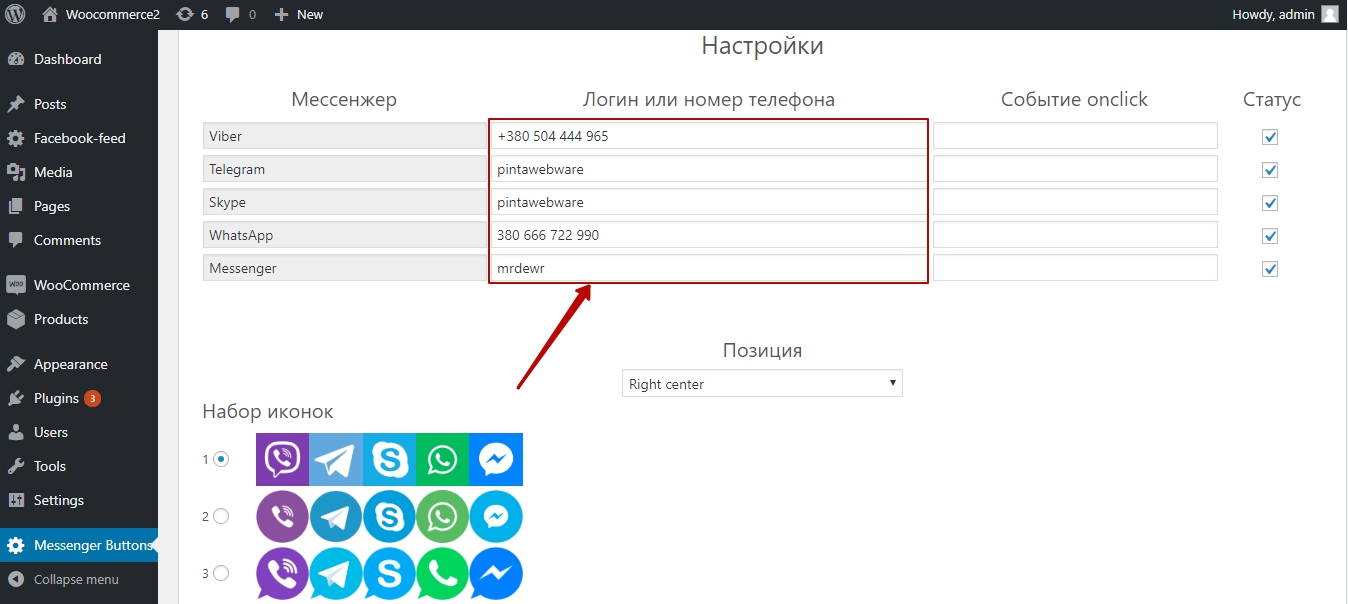 Woocommerce2 6 0 New Howdy, admin
Dashboard
Posts
Facebook-feed
Media
Pages
Comments
WOO WooCommerce
Products
Appearance
Plugins 3
Users
Tools
Settings
Messenger Buttons
Collapse menu
Настройки
Мессенжер Логин или номер телефона Событие onclick Статус
Viber +380 504 444 965
Telegram pintawebware
Skype pintawebware
WhatsApp 380 666 722 990
Messenger mrdewr
Позиция
Right center
Набор иконок
1
2
3